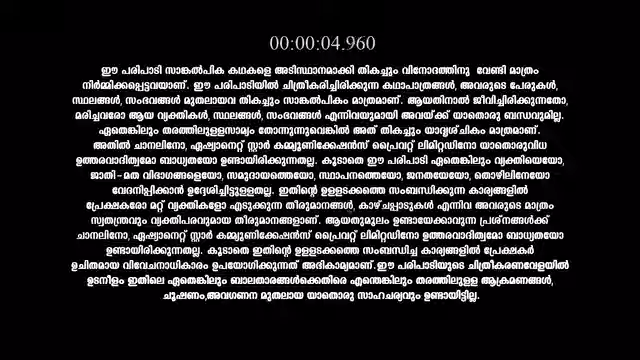 00:00:04.960
ഈ പരിപാടി സാങ്കൽപിക കഥകളെ അടിസ്ഥാനമാക്കി തികച്ചും വിനോദത്തിനു വേണ്ടി മാത്രം
നിർമ്മിക്കപ്പെട്ടവയാണ്. ഈ പരിപാടിയിൽ ചിത്രീകരിച്ചിരിക്കുന്ന കഥാപാത്രങ്ങൾ, അവരുടെ പേരുകൾ,
സ്ഥലങ്ങൾ, സംഭവങ്ങൾ മുതലായവ തികച്ചും സാങ്കൽപികം മാത്രമാണ്. ആയതിനാൽ ജീവിച്ചിരിക്കുന്നതോ,
മരിച്ചവരോ ആയ വ്യക്തികൾ, സ്ഥലങ്ങൾ, സംഭവങ്ങൾ എന്നിവയുമായി അവയ്ക്ക് യാതൊരു ബന്ധവുമില്ല.
ഏതെങ്കിലും തരത്തിലുളളസാമ്യം തോന്നുന്നുവെങ്കിൽ അത് തികച്ചും യാദൃശ്ചികം മാത്രമാണ്.
അതിൽ ചാനലിനോ, ഏഷ്യാനെറ്റ് സ്റ്റാർ കമ്മ്യൂണിക്കേഷൻസ് പ്രൈവറ്റ് ലിമിറ്റഡിനോ യാതൊരുവിധ
ഉത്തരവാദിത്വമോ ബാധ്യതയോ ഉണ്ടായിരിക്കുന്നതല്ല. കൂടാതെ ഈ പരിപാടി ഏതെങ്കിലും വ്യക്തിയെയോ,
ജാതി-മത വിഭാഗങ്ങളെയോ, സമുദായത്തെയോ, സ്ഥാപനത്തെയോ, ജനതയേയോ, തൊഴിലിനേയോ
വേദനിപ്പിക്കാൻ ഉദ്ദേശിച്ചിട്ടുളളതല്ല. ഇതിന്റെ ഉളളടക്കത്തെ സംബന്ധിക്കുന്ന കാര്യങ്ങളിൽ
പ്രേക്ഷകരോ മറ്റ് വ്യക്തികളോ എടുക്കുന്ന തീരുമാനങ്ങൾ, കാഴ്ചപ്പാടുകൾ എന്നിവ അവരുടെ മാത്രം
സ്വതന്ത്രവും വ്യക്തിപരവുമായ തീരുമാനങ്ങളാണ്. ആയതുമൂലം ഉണ്ടായേക്കാവുന്ന പ്രശ്നങ്ങൾക്ക്
ചാനലിനോ, ഏഷ്യാനെറ്റ് സ്റ്റാർ കമ്മ്യൂണിക്കേഷൻസ് പ്രൈവറ്റ് ലിമിറ്റഡിനോ ഉത്തരവാദിത്വമോ ബാധ്യതയോ
ഉണ്ടായിരിക്കുന്നതല്ല. കൂടാതെ ഇതിന്റെ ഉളളടക്കത്തെ സംബന്ധിച്ച കാര്യങ്ങളിൽ പ്രേക്ഷകർ
ഉചിതമായ വിവേചനാധികാരം ഉപയോഗിക്കുന്നത് അഭികാമ്യമാണ്.ഈ പരിപാടിയുടെ ചിത്രീകരണവേളയിൽ
ഉടനീളം ഇതിലെ ഏതെങ്കിലും ബാലതാരങ്ങൾക്കെതിരെ എന്തെങ്കിലും തരത്തിലുളള ആക്രമണങ്ങൾ,
ചൂഷണം,അവഗണന മുതലായ യാതൊരു സാഹചര്യവും ഉണ്ടായിട്ടില്ല.